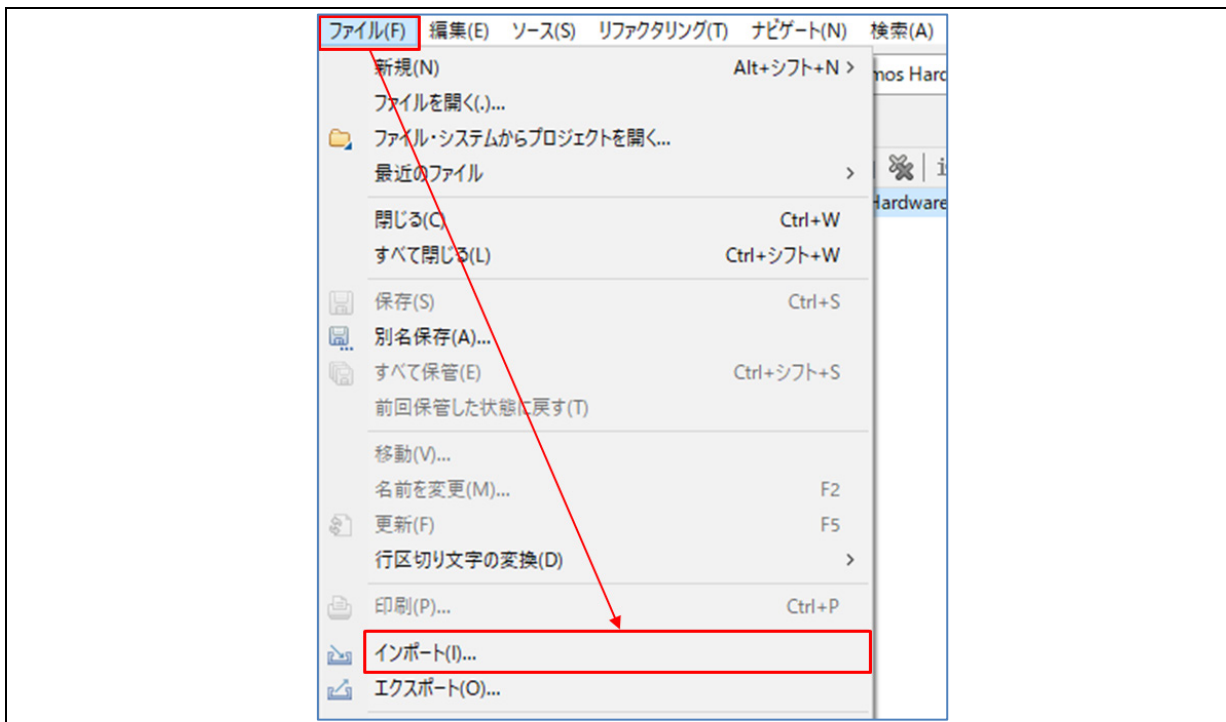 ファイル(F) 編集(E) ソース(S) リファクタリング(T) ナビゲート(N) 検索(A)
新規(N) Alt+シフト+N >
ファイルを開く(.)...
ファイル・システムからプロジェクトを開く...
最近のファイル >
閉じる(C) Ctrl+W
すべて閉じる(L) Ctrl+シフト+W
保存(S) Ctrl+S
別名保存(A)...
すべて保管(E) Ctrl+シフト+S
前回保管した状態に戻す(T)
移動(V)...
名前を変更(M)... F2
更新(F) F5
行区切り文字の変換(D) >
印刷(P)... Ctrl+P
インポート(I)...
エクスポート(O)...
mos Hard
Hardware